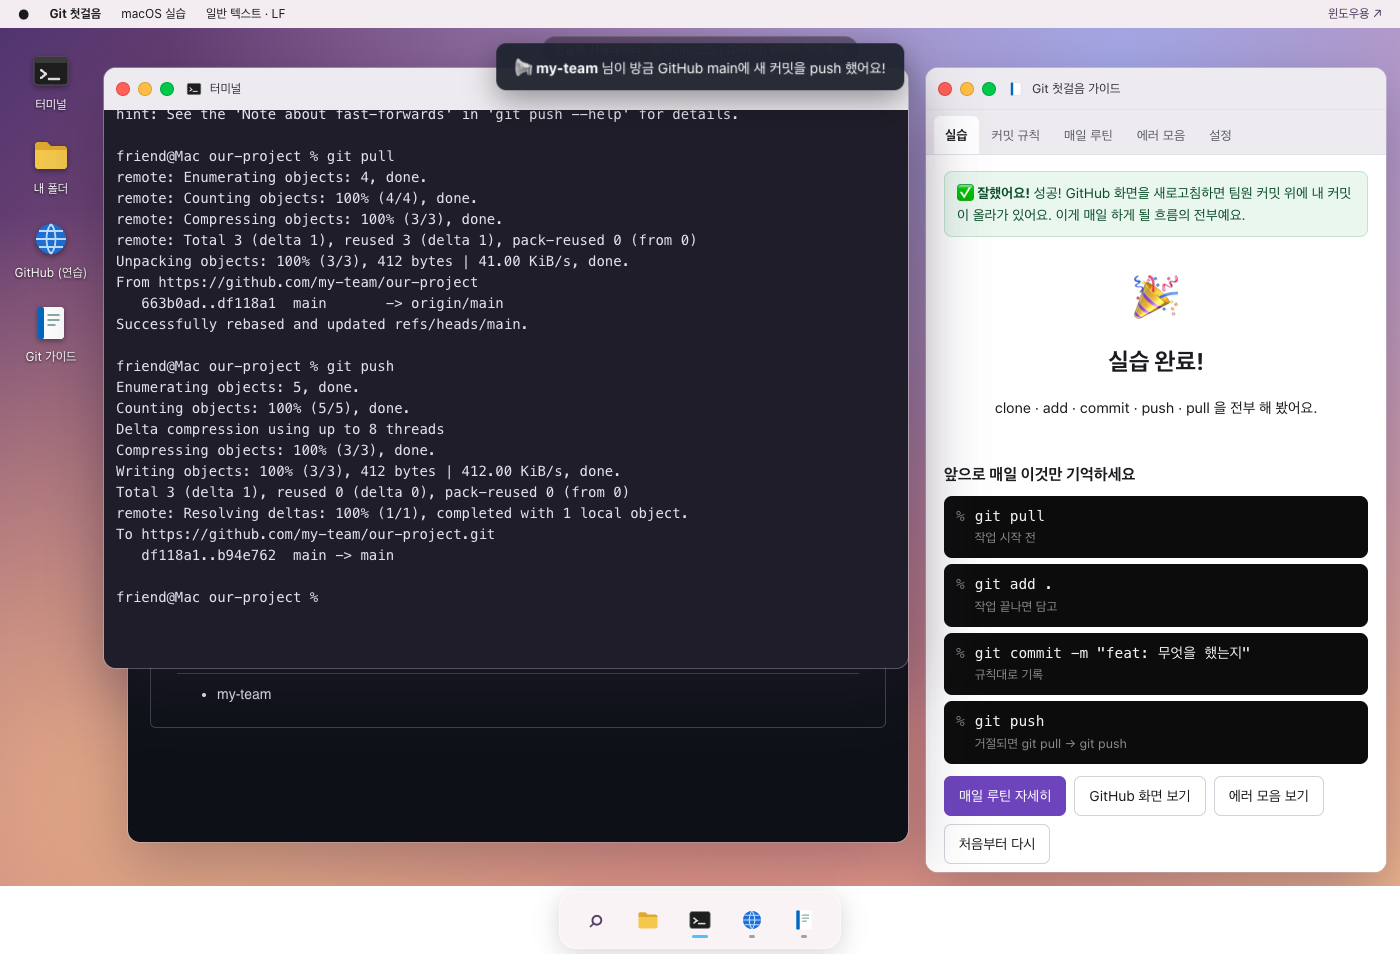 Git 첫걸음
macOS 실습
일반 텍스트 · LF
윈도우용 ↗
터미널
내 폴더
GitHub (연습)
Git 가이드
my-team 님이 방금 GitHub main에 새 커밋을 push 했어요!
터미널
hint: See the 'Note about fast-forwards' in 'git push --help' for details.
friend@Mac our-project % git pull
remote: Enumerating objects: 4, done.
remote: Counting objects: 100% (4/4), done.
remote: Compressing objects: 100% (3/3), done.
remote: Total 3 (delta 1), reused 3 (delta 1), pack-reused 0 (from 0)
Unpacking objects: 100% (3/3), 412 bytes | 41.00 KiB/s, done.
From https://github.com/my-team/our-project
   663b0ad..df118a1  main       -> origin/main
Successfully rebased and updated refs/heads/main.
friend@Mac our-project % git push
Enumerating objects: 5, done.
Counting objects: 100% (5/5), done.
Delta compression using up to 8 threads
Compressing objects: 100% (3/3), done.
Writing objects: 100% (3/3), 412 bytes | 412.00 KiB/s, done.
Total 3 (delta 1), reused 0 (delta 0), pack-reused 0 (from 0)
remote: Resolving deltas: 100% (1/1), completed with 1 local object.
To https://github.com/my-team/our-project.git
   df118a1..b94e762  main -> main
friend@Mac our-project %
• my-team
Git 첫걸음 가이드
실습
커밋 규칙
매일 루틴
에러 모음
설정
✅ 잘했어요! 성공! GitHub 화면을 새로고침하면 팀원 커밋 위에 내 커밋
이 올라가 있어요. 이게 매일 하게 될 흐름의 전부예요.
실습 완료!
clone · add · commit · push · pull 을 전부 해 봤어요.
앞으로 매일 이것만 기억하세요
% git pull
작업 시작 전
% git add .
작업 끝나면 담고
% git commit -m "feat: 무엇을 했는지"
규칙대로 기록
% git push
거절되면 git pull → git push
매일 루틴 자세히
GitHub 화면 보기
에러 모음 보기
처음부터 다시